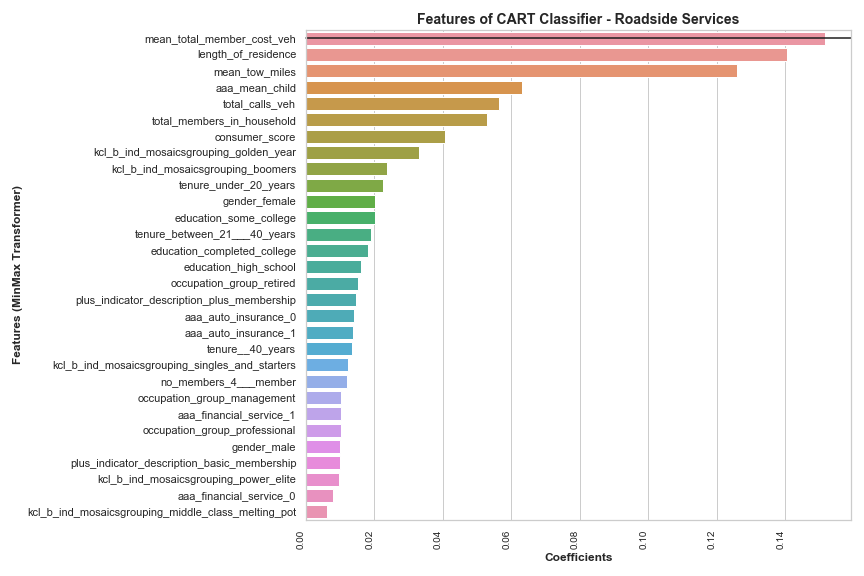 Features of CART Classifier - Roadside Services
Features (MinMax Transformer)
mean_total_member_cost_veh
length_of_residence
mean_tow_miles
aaa_mean_child
total_calls_veh
total_members_in_household
consumer_score
kcl_b_ind_mosaicsgrouping_golden_year
kcl_b_ind_mosaicsgrouping_boomers
tenure_under_20_years
gender_female
education_some_college
tenure_between_21___40_years
education_completed_college
education_high_school
occupation_group_retired
plus_indicator_description_plus_membership
aaa_auto_insurance_0
aaa_auto_insurance_1
tenure__40_years
kcl_b_ind_mosaicsgrouping_singles_and_starters
no_members_4___member
occupation_group_management
aaa_financial_service_1
occupation_group_professional
gender_male
plus_indicator_description_basic_membership
kcl_b_ind_mosaicsgrouping_power_elite
aaa_financial_service_0
kcl_b_ind_mosaicsgrouping_middle_class_melting_pot
0.00
0.02
0.04
0.06
0.08
0.10
0.12
0.14
Coefficients